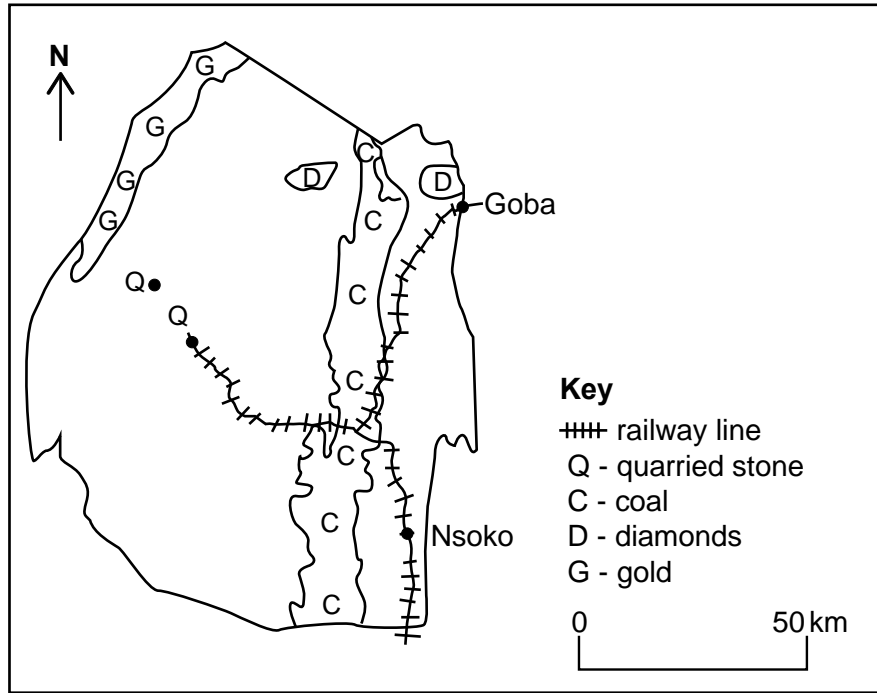 N
G
G
G
G
C
D
D
C
Goba
C
Q
Q
C
C
C
Nsoko
C
Key
railway line
Q - quarried stone
C - coal
D - diamonds
G - gold
0 50 km